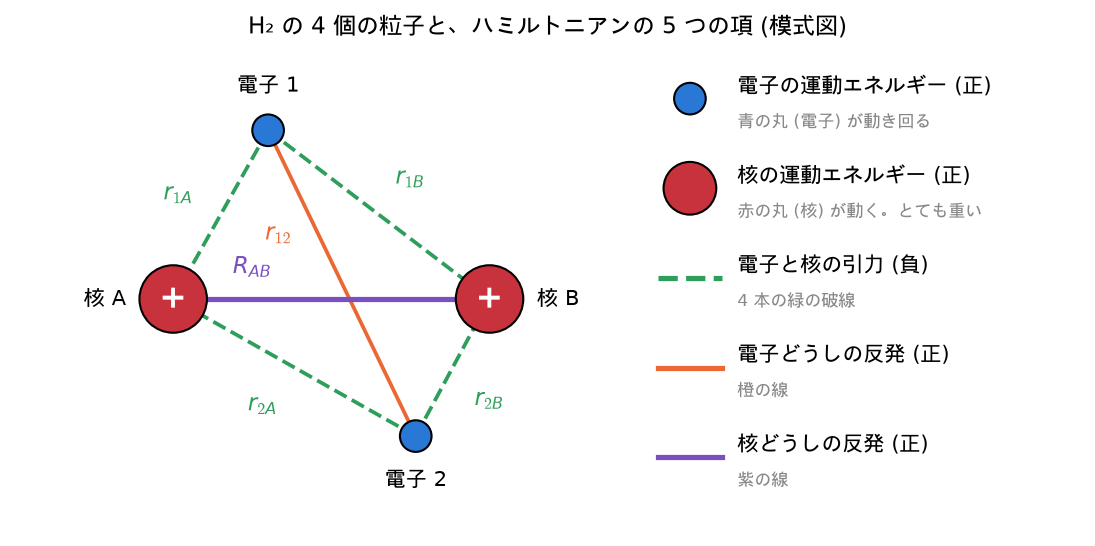 H₂ の 4 個の粒子と、ハミルトニアンの 5 つの項 (模式図)
電子 1
r1A
r1B
r12
RAB
核 A
+
+
核 B
r2A
r2B
電子 2
電子の運動エネルギー (正)
青の丸 (電子) が動き回る
核の運動エネルギー (正)
赤の丸 (核) が動く。とても重い
電子と核の引力 (負)
4 本の緑の破線
電子どうしの反発 (正)
橙の線
核どうしの反発 (正)
紫の線